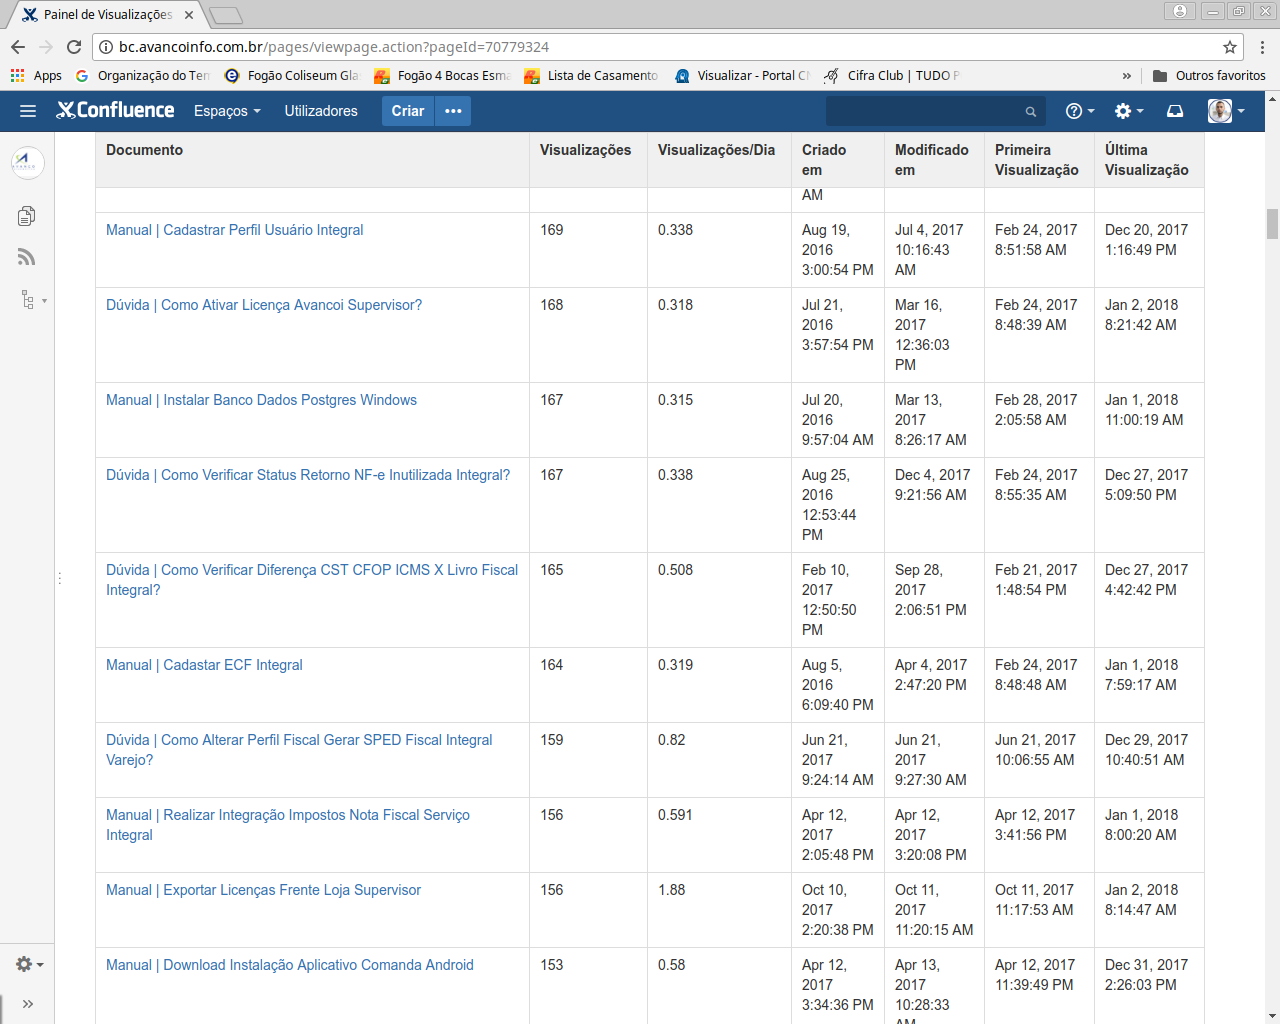 Painel de Visualizações
bc.avancoinfo.com.br/pages/viewpage.action?pageId=70779324
Apps Organização do Ter Fogão Coliseum Gla Fogão 4 Bocas Esma Lista de Casamento Visualizar - Portal C Cifra Club | TUDO P » Outros favoritos
Confluence Espaços Utilizadores Criar •••
Documento Visualizações Visualizações/Dia Criado em Modificado em Primeira Visualização Última Visualização
AM
Manual | Cadastrar Perfil Usuário Integral 169 0.338 Aug 19, 2016 3:00:54 PM Jul 4, 2017 10:16:43 AM Feb 24, 2017 8:51:58 AM Dec 20, 2017 1:16:49 PM
Dúvida | Como Ativar Licença Avancoi Supervisor? 168 0.318 Jul 21, 2016 3:57:54 PM Mar 16, 2017 12:36:03 PM Feb 24, 2017 8:48:39 AM Jan 2, 2018 8:21:42 AM
Manual | Instalar Banco Dados Postgres Windows 167 0.315 Jul 20, 2016 9:57:04 AM Mar 13, 2017 8:26:17 AM Feb 28, 2017 2:05:58 AM Jan 1, 2018 11:00:19 AM
Dúvida | Como Verificar Status Retorno NF-e Inutilizada Integral? 167 0.338 Aug 25, 2016 12:53:44 PM Dec 4, 2017 9:21:56 AM Feb 24, 2017 8:55:35 AM Dec 27, 2017 5:09:50 PM
Dúvida | Como Verificar Diferença CST CFOP ICMS X Livro Fiscal Integral? 165 0.508 Feb 10, 2017 12:50:50 PM Sep 28, 2017 2:06:51 PM Feb 21, 2017 1:48:54 PM Dec 27, 2017 4:42:42 PM
Manual | Cadastar ECF Integral 164 0.319 Aug 5, 2016 6:09:40 PM Apr 4, 2017 2:47:20 PM Feb 24, 2017 8:48:48 AM Jan 1, 2018 7:59:17 AM
Dúvida | Como Alterar Perfil Fiscal Gerar SPED Fiscal Integral Varejo? 159 0.82 Jun 21, 2017 9:24:14 AM Jun 21, 2017 9:27:30 AM Jun 21, 2017 10:06:55 AM Dec 29, 2017 10:40:51 AM
Manual | Realizar Integração Impostos Nota Fiscal Serviço Integral 156 0.591 Apr 12, 2017 2:05:48 PM Apr 12, 2017 3:20:08 PM Apr 12, 2017 3:41:56 PM Jan 1, 2018 8:00:20 AM
Manual | Exportar Licenças Frente Loja Supervisor 156 1.88 Oct 10, 2017 2:20:38 PM Oct 11, 2017 11:20:15 AM Oct 11, 2017 11:17:53 AM Jan 2, 2018 8:14:47 AM
Manual | Download Instalação Aplicativo Comanda Android 153 0.58 Apr 12, 2017 3:34:36 PM Apr 13, 2017 10:28:33 AM Apr 12, 2017 11:39:49 PM Dec 31, 2017 2:26:03 PM